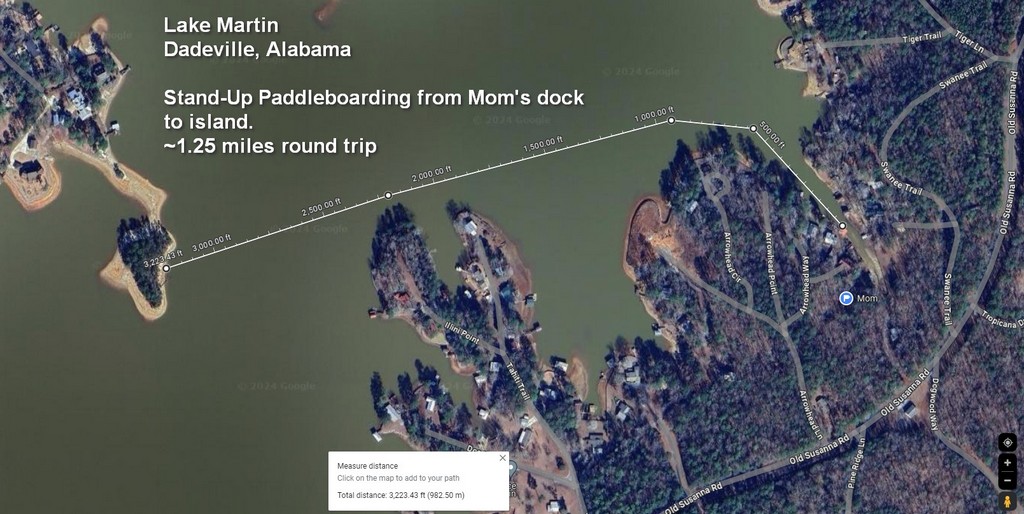 Lake Martin
Dadeville, Alabama
Stand-Up Paddleboarding from Mom's dock
to island.
~1.25 miles round trip
© 2024 Google
© 2024 Google
© 2024 Google
© 2024 Google
Tiger Trail
Tiger Ln
Swanee Trail
Old Susanna Rd
1,000.00 ft
500.00 ft
1,500.00 ft
2,000.00 ft
2,500.00 ft
3,000.00 ft
3,223.43 ft
Swanee Trail
Old Susanna Rd
Arrowhead Cir
Arrowhead Point
Arrowhead Way
Mom
Swanee Trail
Tropicana D
Illini Point
Tahiti Trail
Arrowhead Ln
Old Susanna Rd
Dogwood Way
Old Susanna Rd
Pine Ridge Ln
Old Susanna Rd
Measure distance
Click on the map to add to your path
Total distance: 3,223.43 ft (982.50 m)